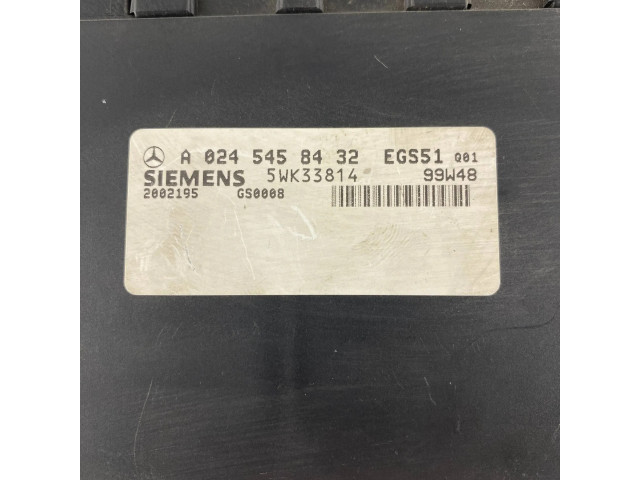 A 024 545 84 32 EGS51 Q01
SIEMENS 5WK33814 99W48
2002195 GS0008